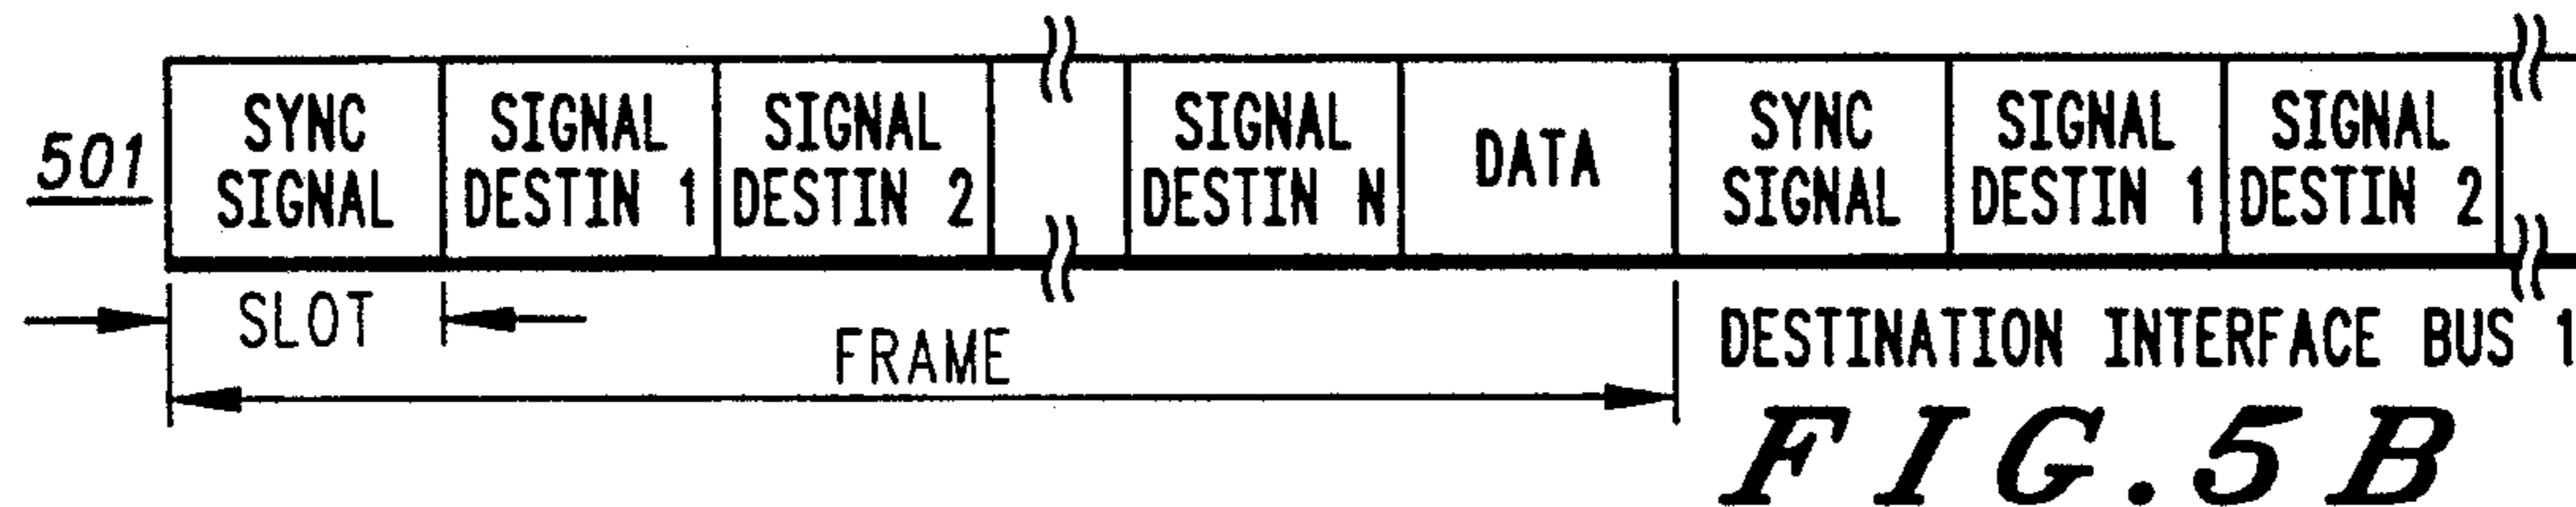 501
SYNC
SIGNAL
SIGNAL
DESTIN 1
SIGNAL
DESTIN 2
SIGNAL
DESTIN N
DATA
SYNC
SIGNAL
SIGNAL
DESTIN 1
SIGNAL
DESTIN 2
SLOT
FRAME
DESTINATION INTERFACE BUS 1
FIG.5B